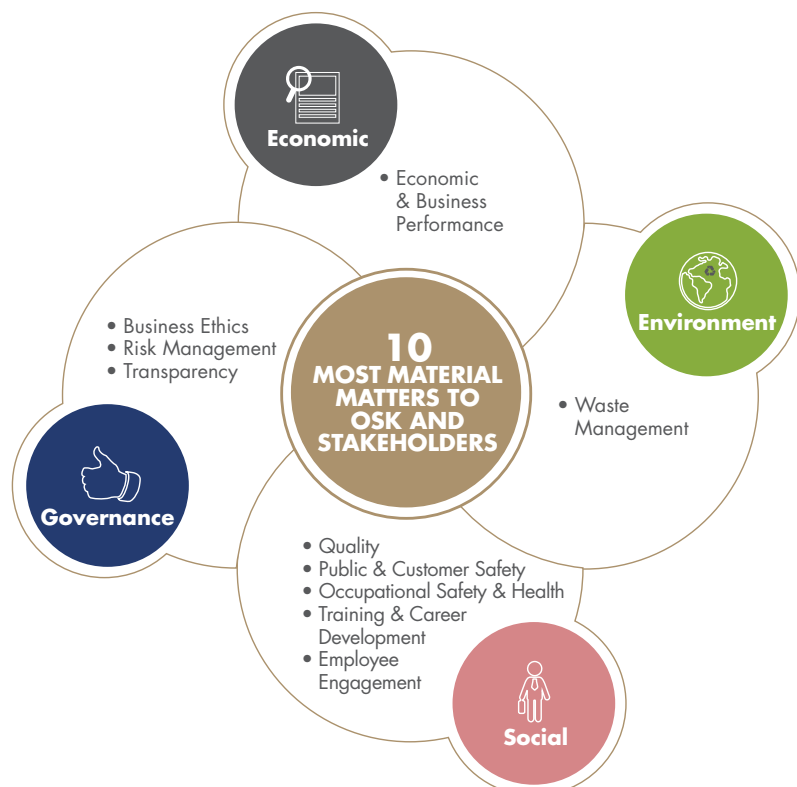 Economic
• Economic
& Business
Performance
Environment
• Waste
Management
10
MOST MATERIAL
MATTERS TO
OSK AND
STAKEHOLDERS
• Business Ethics
• Risk Management
• Transparency
Governance
• Quality
• Public & Customer Safety
• Occupational Safety & Health
• Training & Career
Development
• Employee
Engagement
Social